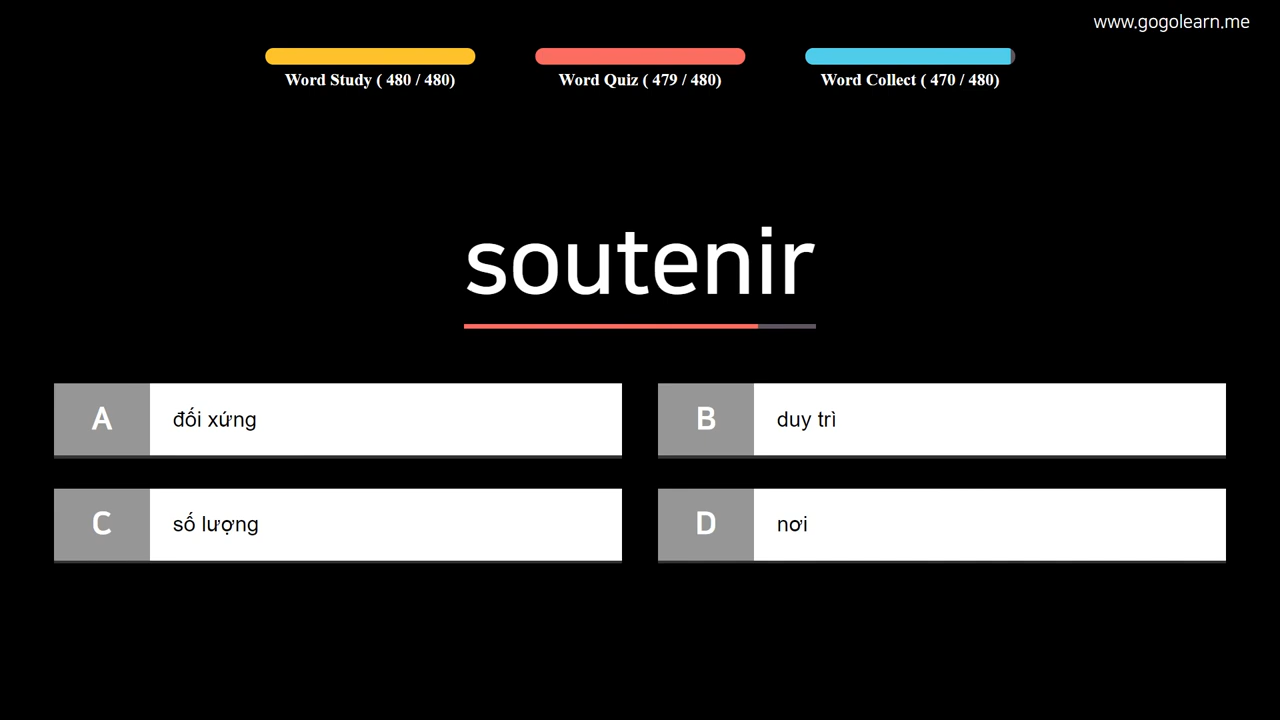 www.gogolearn.me
Word Study ( 480 / 480)
Word Quiz ( 479 / 480)
Word Collect ( 470 / 480)
soutenir
A đối xứng
B duy trì
C số lượng
D nơi